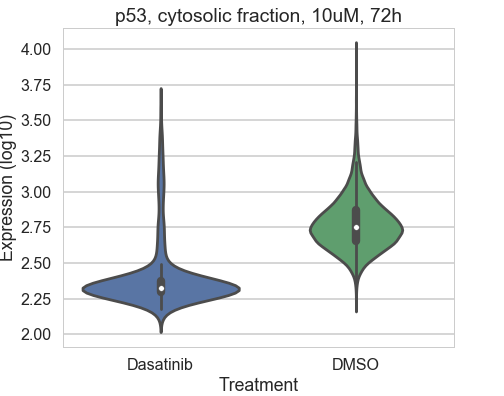 p53, cytosolic fraction, 10uM, 72h
Expression (log10)
4.00
3.75
3.50
3.25
3.00
2.75
2.50
2.25
2.00
Dasatinib
DMSO
Treatment